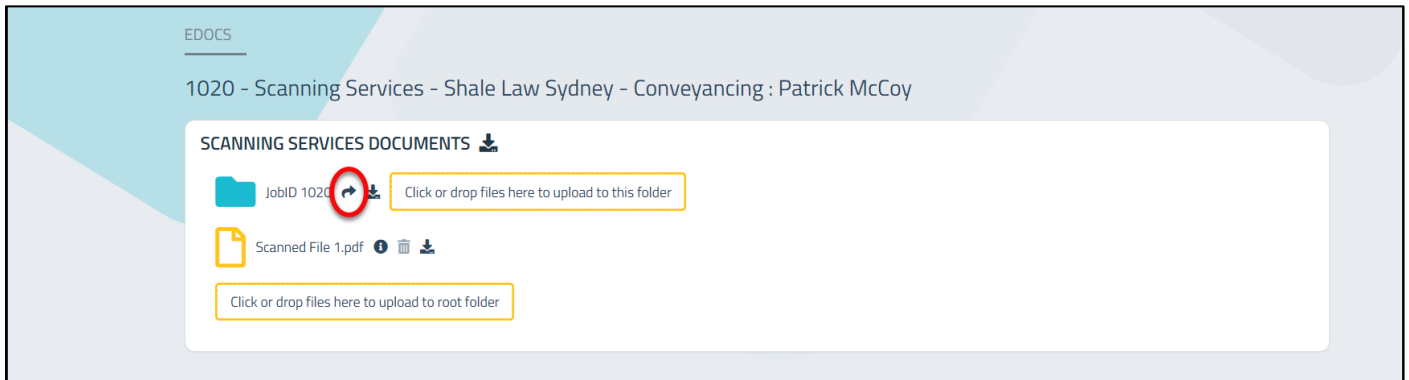 EDOCS
1020 - Scanning Services - Shale Law Sydney - Conveyancing : Patrick McCoy
SCANNING SERVICES DOCUMENTS
JobID 1020 Click or drop files here to upload to this folder
Scanned File 1.pdf
Click or drop files here to upload to root folder